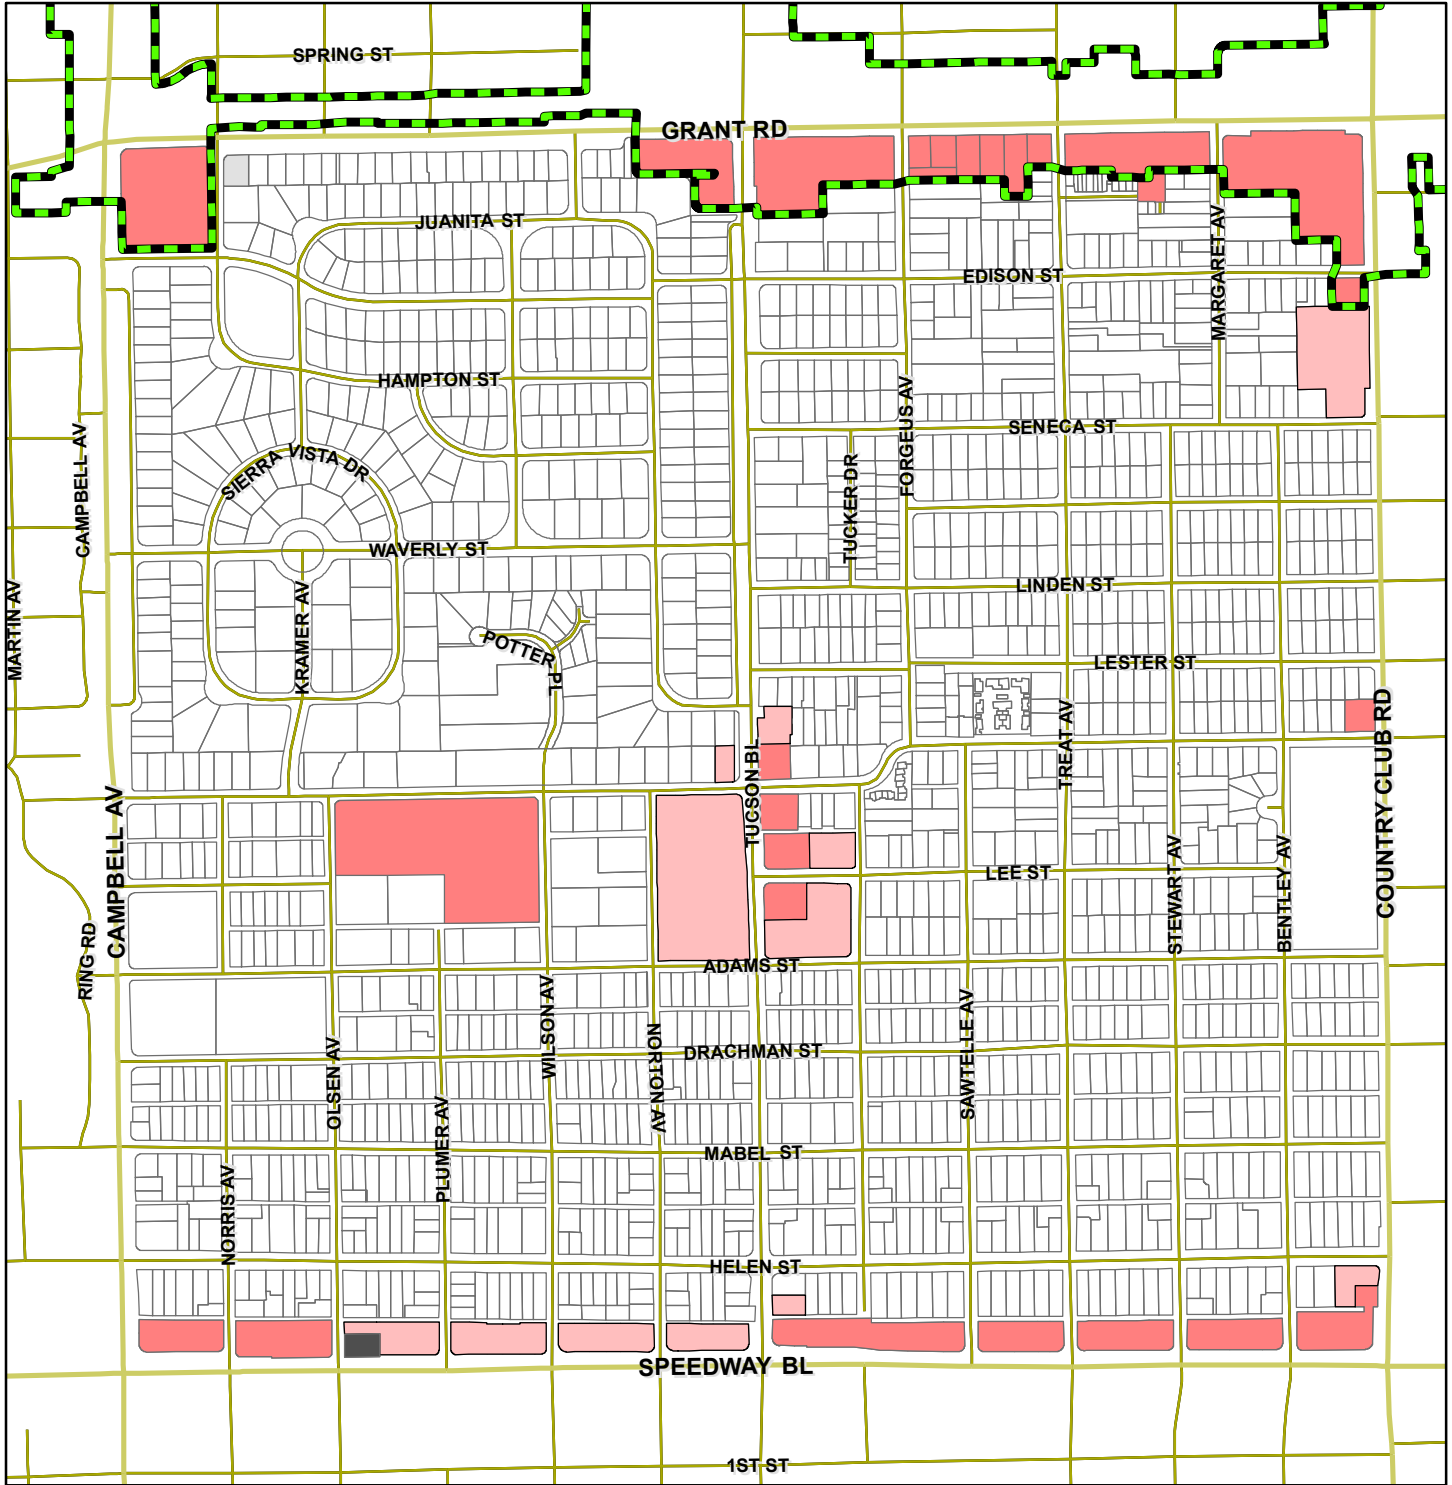 SPRING ST
GRANT RD
JUANITA ST
MARGARET AV
EDISON ST
HAMPTON ST
FORGEUS AV
SENECA ST
CAMPBELL AV
SIERRA VISTA DR
TUCKER DR
WAVERLY ST
LINDEN ST
MARTIN AV
KRAMER AV
POTTER PL
LESTER ST
COUNTRY CLUB RD
TREAT AV
TUCSON BL
CAMPBELL AV
LEE ST
STEWART AV
BENTLEY AV
RING RD
ADAMS ST
WILSON AV
SAWTELLE AV
NORTON AV
DRACHMAN ST
OLSEN AV
PLUMER AV
MABEL ST
NORRIS AV
HELEN ST
SPEEDWAY BL
1ST ST